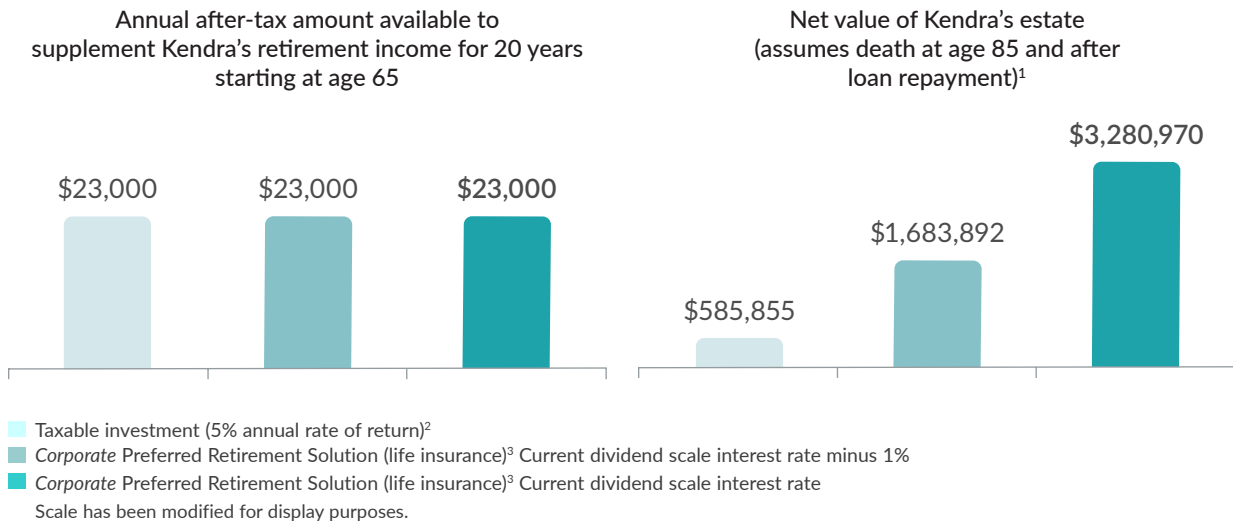 Annual after-tax amount available to
supplement Kendra’s retirement income for 20 years
starting at age 65
$23,000
$23,000
$23,000
Net value of Kendra’s estate
(assumes death at age 85 and after
loan repayment)¹
$585,855
$1,683,892
$3,280,970
Taxable investment (5% annual rate of return)²
Corporate Preferred Retirement Solution (life insurance)³ Current dividend scale interest rate minus 1%
Corporate Preferred Retirement Solution (life insurance)³ Current dividend scale interest rate
Scale has been modified for display purposes.